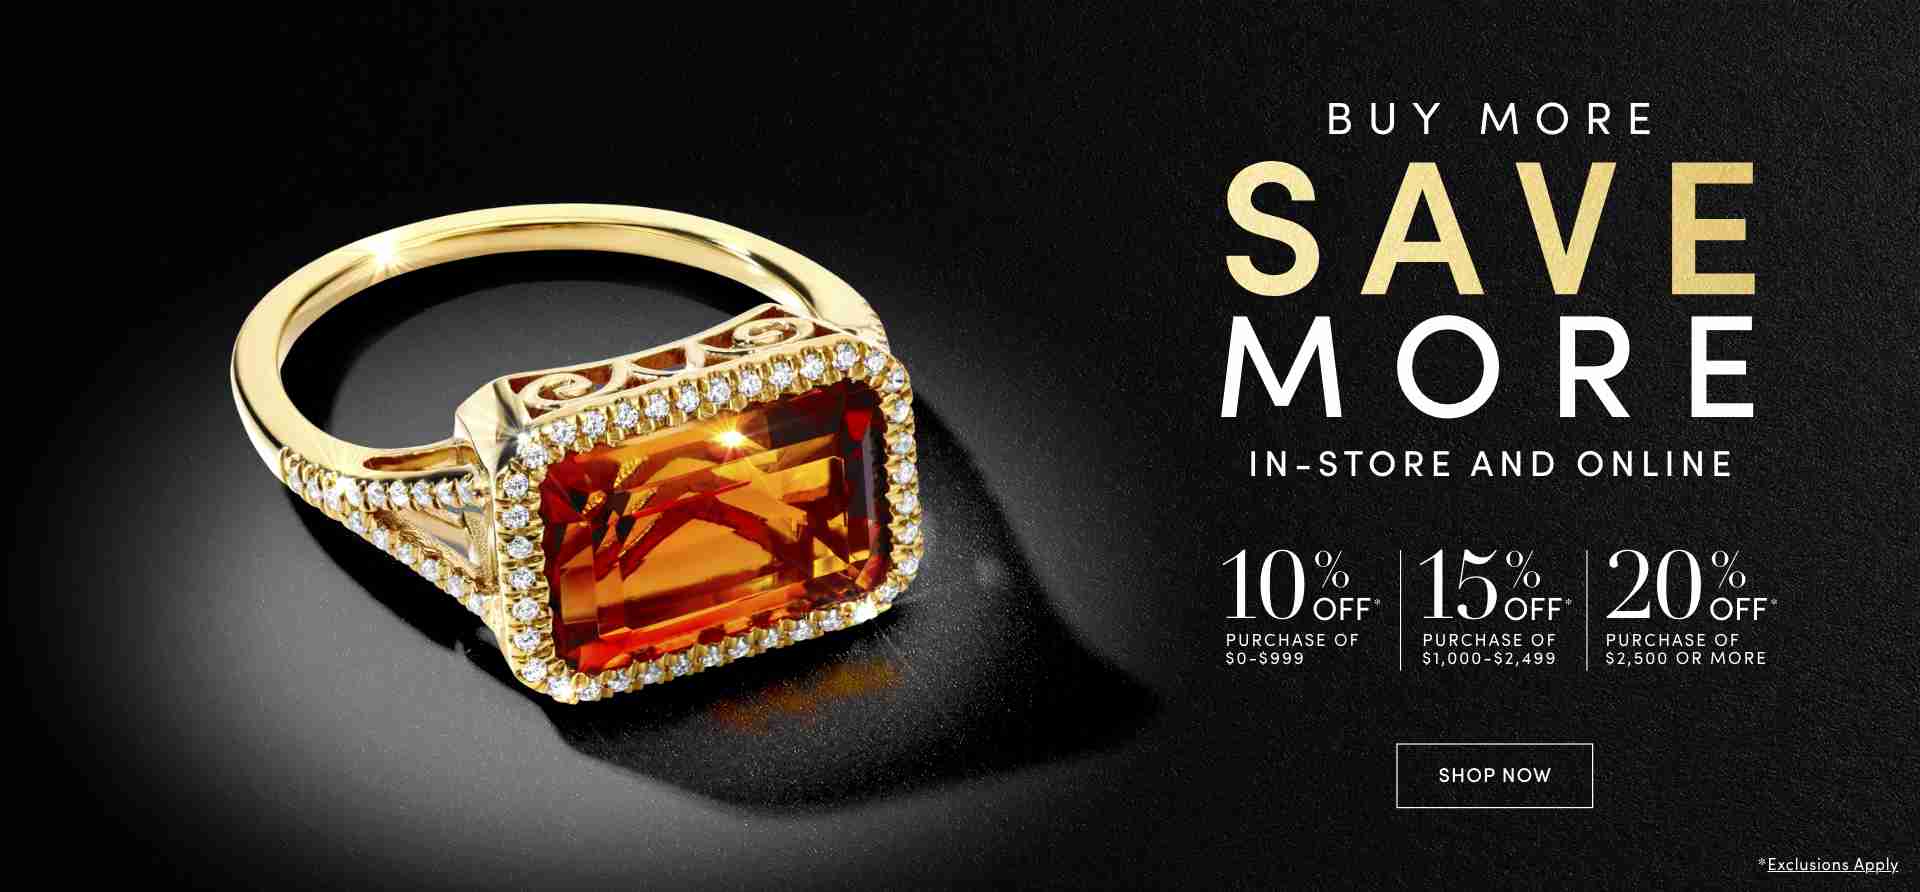 BUY MORE
SAVE
MORE
IN-STORE AND ONLINE
10% OFF*
PURCHASE OF
$0-$999
15% OFF*
PURCHASE OF
$1,000-$2,499
20% OFF*
PURCHASE OF
$2,500 OR MORE
SHOP NOW
*Exclusions Apply